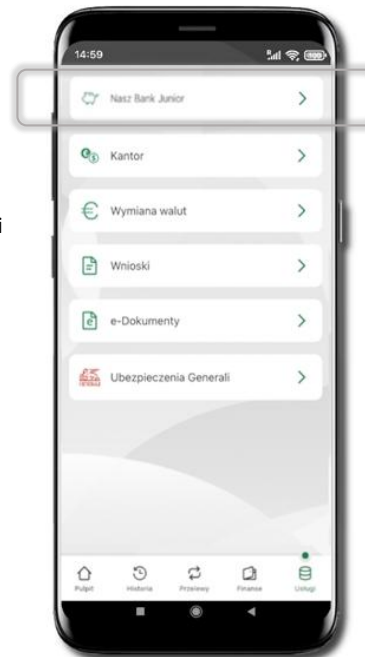 14:59
Nasz Bank Junior
i
Kantor
Wymiana walut
Wnioski
e-Dokumenty
Ubezpieczenia Generali
Pulpit Historia Przelewy Finanse Usługi